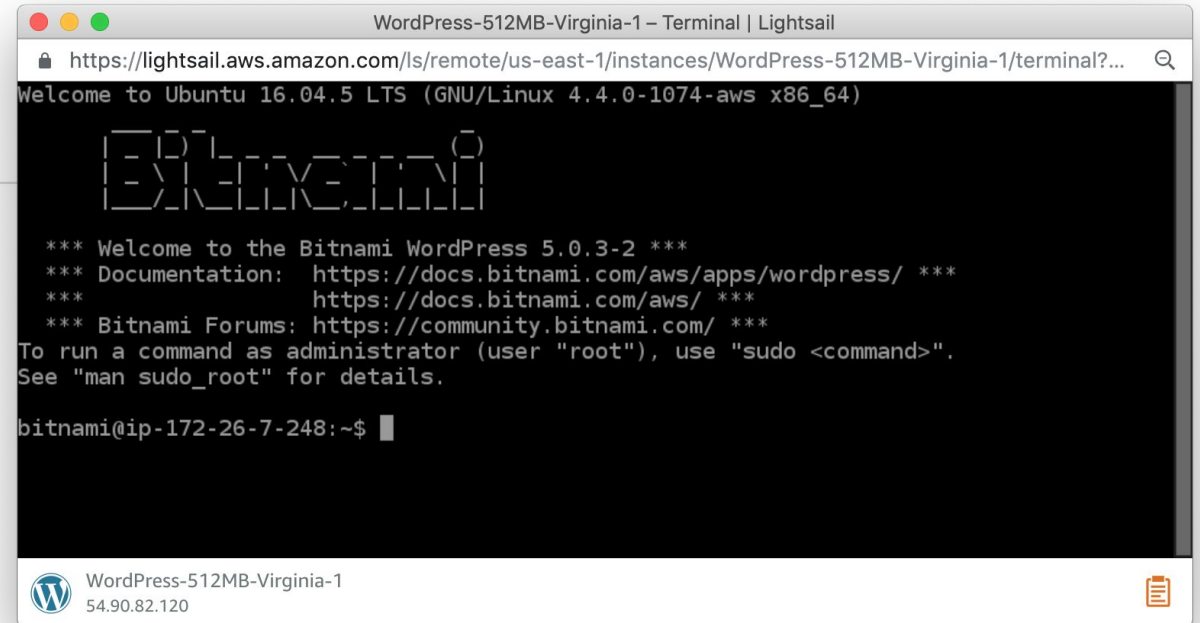 WordPress-512MB-Virginia-1 – Terminal | Lightsail
https://lightsail.aws.amazon.com/ls/remote/us-east-1/instances/WordPress-512MB-Virginia-1/terminal?...
Welcome to Ubuntu 16.04.5 LTS (GNU/Linux 4.4.0-1074-aws x86_64)
Bitnami
*** Welcome to the Bitnami WordPress 5.0.3-2 ***
*** Documentation:  https://docs.bitnami.com/aws/apps/wordpress/ ***
***                 https://docs.bitnami.com/aws/ ***
*** Bitnami Forums: https://community.bitnami.com/ ***
To run a command as administrator (user "root"), use "sudo <command>".
See "man sudo_root" for details.
bitnami@ip-172-26-7-248:~$
WordPress-512MB-Virginia-1
54.90.82.120